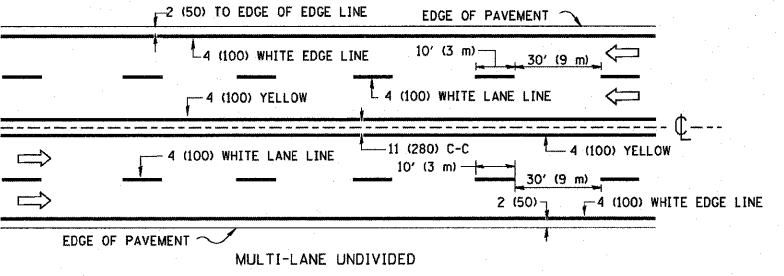 2 (50) TO EDGE OF EDGE LINE
EDGE OF PAVEMENT
4 (100) WHITE EDGE LINE
10' (3 m)
30' (9 m)
4 (100) YELLOW
4 (100) WHITE LANE LINE
℄
4 (100) WHITE LANE LINE
11 (280) C-C
4 (100) YELLOW
10' (3 m)
30' (9 m)
2 (50)
4 (100) WHITE EDGE LINE
EDGE OF PAVEMENT
MULTI-LANE UNDIVIDED